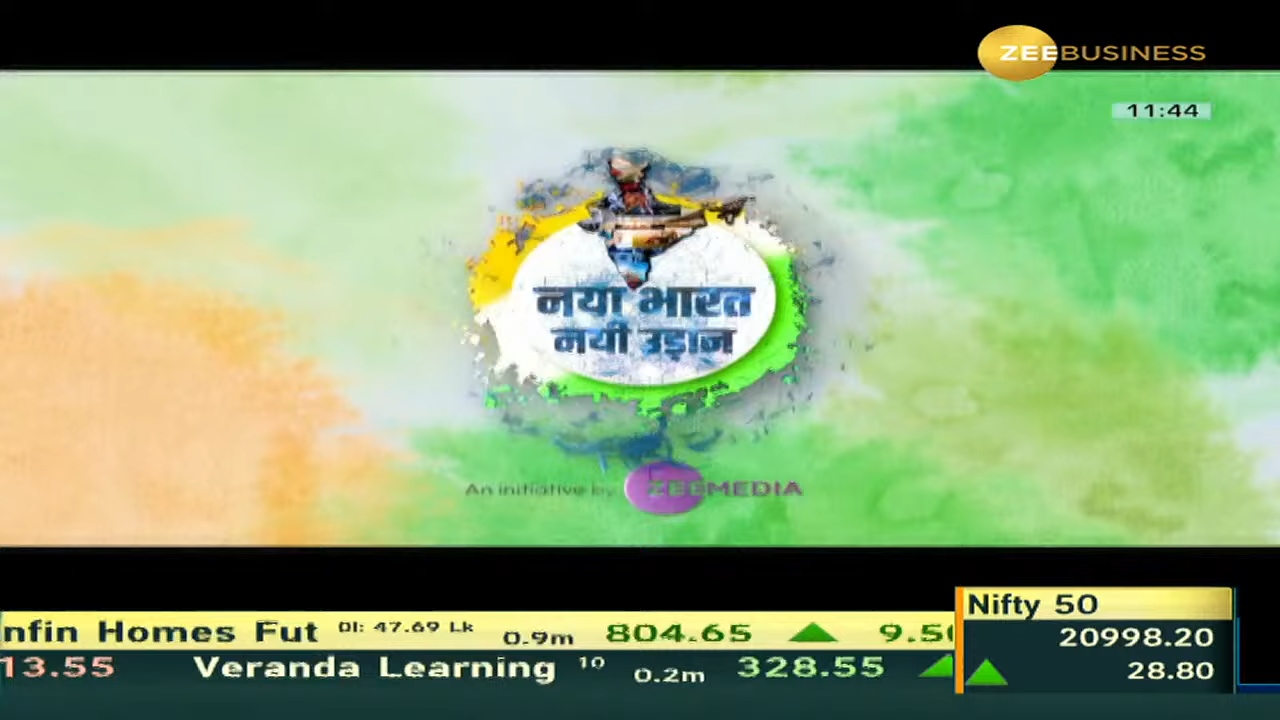 ZEEBUSINESS
11:44
नया भारत
नयी उड़ान
An initiative by ZEEMEDIA
Nifty 50
20998.20
28.80
nfin Homes Fut OI: 47.69 Lk 0.9m 804.65 9.50
13.55 Veranda Learning 10 0.2m 328.55